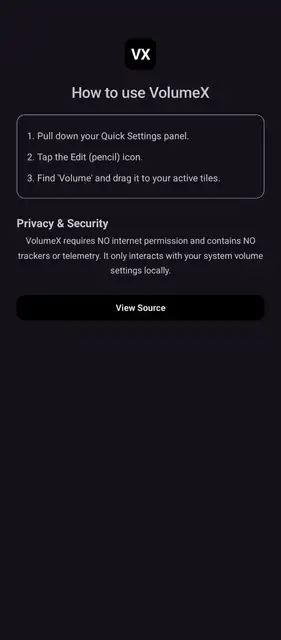 VX
How to use VolumeX
1. Pull down your Quick Settings panel.
2. Tap the Edit (pencil) icon.
3. Find 'Volume' and drag it to your active tiles.
Privacy & Security
VolumeX requires NO internet permission and contains NO
trackers or telemetry. It only interacts with your system volume
settings locally.
View Source